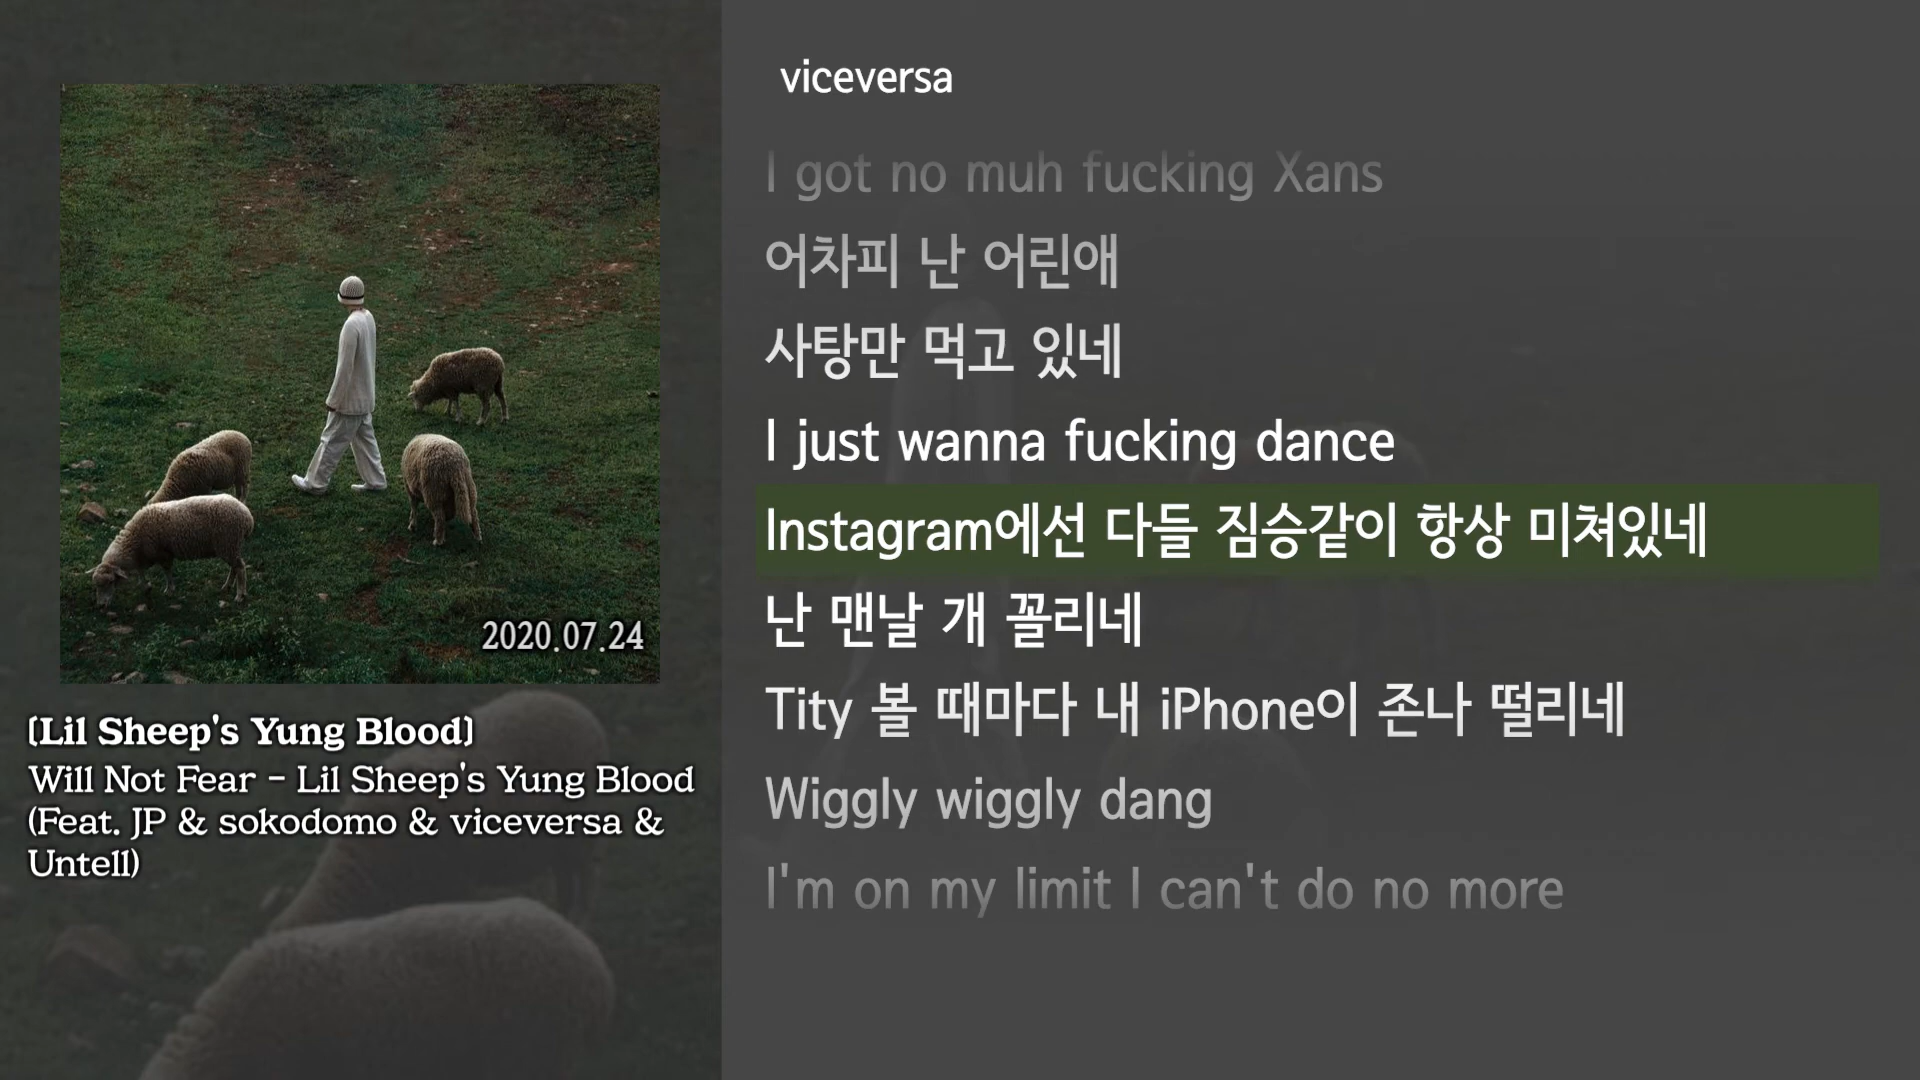 2020.07.24
[Lil Sheep's Yung Blood]
Will Not Fear - Lil Sheep's Yung Blood
(Feat. JP & sokodomo & viceversa &
Untell)
viceversa
I got no muh fucking Xans
어차피 난 어린애
사탕만 먹고 있네
I just wanna fucking dance
Instagram에선 다들 짐승같이 항상 미쳐있네
난 맨날 개 꼴리네
Tity 볼 때마다 내 iPhone이 존나 떨리네
Wiggly wiggly dang
I'm on my limit I can't do no more